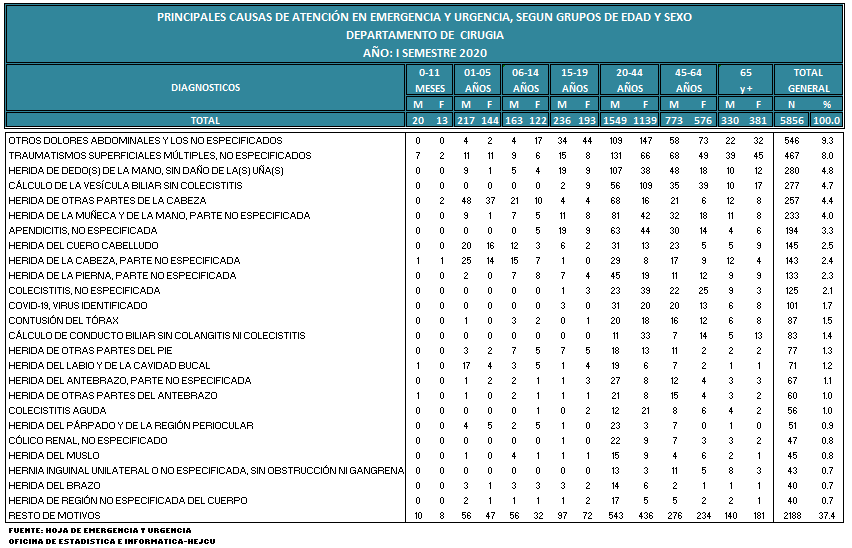 PRINCIPALES CAUSAS DE ATENCIÓN EN EMERGENCIA Y URGENCIA, SEGUN GRUPOS DE EDAD Y SEXO
DEPARTAMENTO DE CIRUGIA
AÑO: I SEMESTRE 2020
DIAGNOSTICOS 0-11 MESES 01-05 AÑOS 06-14 AÑOS 15-19 AÑOS 20-44 AÑOS 45-64 AÑOS 65 y + TOTAL GENERAL
M F M F M F M F M F M F M F N %
TOTAL 20 13 217 144 163 122 236 193 1549 1139 773 576 330 381 5856 100.0
OTROS DOLORES ABDOMINALES Y LOS NO ESPECIFICADOS 0 0 4 2 4 17 34 44 109 147 58 73 22 32 546 9.3
TRAUMATISMOS SUPERFICIALES MÚLTIPLES, NO ESPECIFICADOS 7 2 11 11 9 6 15 8 131 66 68 49 39 45 467 8.0
HERIDA DE DEDO(S) DE LA MANO, SIN DAÑO DE LA(S) UÑA(S) 0 0 9 1 5 4 19 9 107 38 48 18 10 12 280 4.8
CÁLCULO DE LA VESÍCULA BILIAR SIN COLECISTITIS 0 0 0 0 0 0 2 9 56 109 35 39 10 17 277 4.7
HERIDA DE OTRAS PARTES DE LA CABEZA 0 2 48 37 21 10 4 4 68 16 21 6 12 8 257 4.4
HERIDA DE LA MUÑECA Y DE LA MANO, PARTE NO ESPECIFICADA 0 0 9 1 7 5 11 8 81 42 32 18 11 8 233 4.0
APENDICITIS, NO ESPECIFICADA 0 0 0 0 0 5 19 9 63 44 30 14 4 6 194 3.3
HERIDA DEL CUERO CABELLUDO 0 0 20 16 12 3 6 2 31 13 23 5 5 9 145 2.5
HERIDA DE LA CABEZA, PARTE NO ESPECIFICADA 1 1 25 14 15 7 1 0 29 8 17 9 12 4 143 2.4
HERIDA DE LA PIERNA, PARTE NO ESPECIFICADA 0 0 2 0 7 8 7 4 45 19 11 12 9 9 133 2.3
COLECISTITIS, NO ESPECIFICADA 0 0 0 0 0 0 1 3 23 39 22 25 9 3 125 2.1
COVID-19, VIRUS IDENTIFICADO 0 0 0 0 0 0 3 0 31 20 20 13 6 8 101 1.7
CONTUSIÓN DEL TÓRAX 0 0 1 0 3 2 0 1 20 18 16 12 6 8 87 1.5
CÁLCULO DE CONDUCTO BILIAR SIN COLANGITIS NI COLECISTITIS 0 0 0 0 0 0 0 0 11 33 7 14 5 13 83 1.4
HERIDA DE OTRAS PARTES DEL PIE 0 0 3 2 7 5 7 5 18 13 11 2 2 2 77 1.3
HERIDA DEL LABIO Y DE LA CAVIDAD BUCAL 1 0 17 4 3 5 1 4 19 6 7 2 1 1 71 1.2
HERIDA DEL ANTEBRAZO, PARTE NO ESPECIFICADA 0 0 1 2 2 1 1 3 27 8 12 4 3 3 67 1.1
HERIDA DE OTRAS PARTES DEL ANTEBRAZO 1 0 1 0 2 1 1 1 21 8 15 4 3 2 60 1.0
COLECISTITIS AGUDA 0 0 0 0 0 1 0 2 12 21 8 6 4 2 56 1.0
HERIDA DEL PÁRPADO Y DE LA REGIÓN PERIOCULAR 0 0 4 5 2 5 1 1 23 3 7 0 1 0 51 0.9
CÓLICO RENAL, NO ESPECIFICADO 0 0 0 0 0 0 1 0 22 9 7 3 3 2 47 0.8
HERIDA DEL MUSLO 0 0 1 0 4 1 1 1 15 9 4 6 2 1 45 0.8
HERNIA INGUINAL UNILATERAL O NO ESPECIFICADA, SIN OBSTRUCCIÓN NI GANGRENA 0 0 0 0 0 0 0 0 13 3 11 5 8 3 43 0.7
HERIDA DEL BRAZO 0 0 3 1 3 3 3 2 14 6 2 1 1 1 40 0.7
HERIDA DE REGIÓN NO ESPECIFICADA DEL CUERPO 0 0 2 1 1 1 2 2 17 5 5 2 2 1 40 0.7
RESTO DE MOTIVOS 10 8 56 47 56 32 97 72 543 436 276 234 140 181 2188 37.4
FUENTE: HOJA DE EMERGENCIA Y URGENCIA
OFICINA DE ESTADISTICA E INFORMATICA-HEJCU